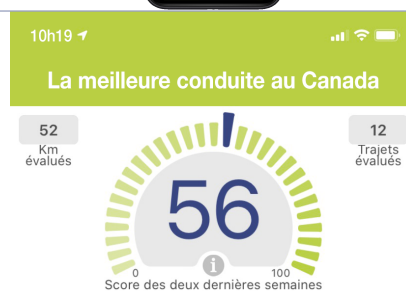 10h19
La meilleure conduite au Canada
52
Km
évalués
12
Trajets
évalués
56
0
100
Score des deux dernières semaines